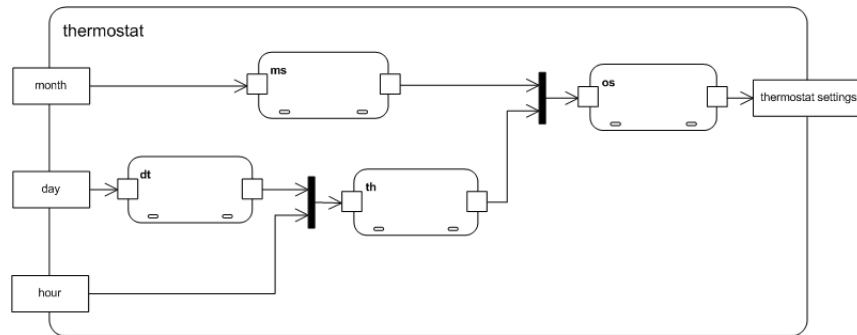 thermostat
month
ms
os
thermostat settings
day
dt
th
hour